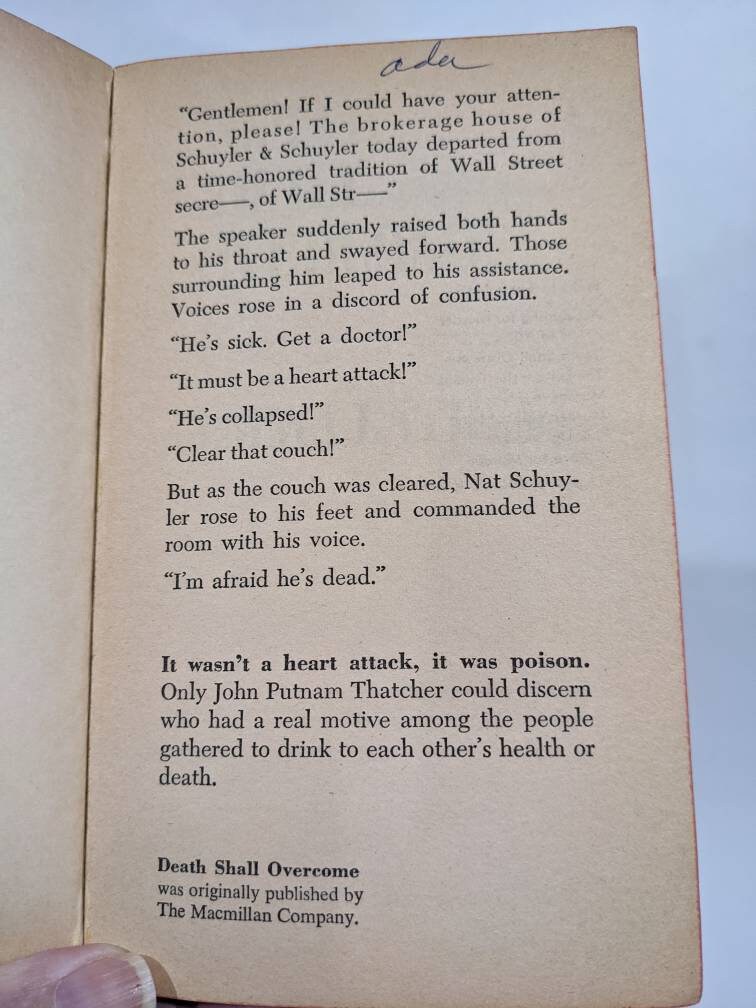 ada
"Gentlemen! If I could have your atten-
tion, please! The brokerage house of
Schuyler & Schuyler today departed from
a time-honored tradition of Wall Street
secre——, of Wall Str——"
The speaker suddenly raised both hands
to his throat and swayed forward. Those
surrounding him leaped to his assistance.
Voices rose in a discord of confusion.
"He's sick. Get a doctor!"
"It must be a heart attack!"
"He's collapsed!"
"Clear that couch!"
But as the couch was cleared, Nat Schuy-
ler rose to his feet and commanded the
room with his voice.
"I'm afraid he's dead."
It wasn't a heart attack, it was poison.
Only John Putnam Thatcher could discern
who had a real motive among the people
gathered to drink to each other's health or
death.
Death Shall Overcome
was originally published by
The Macmillan Company.